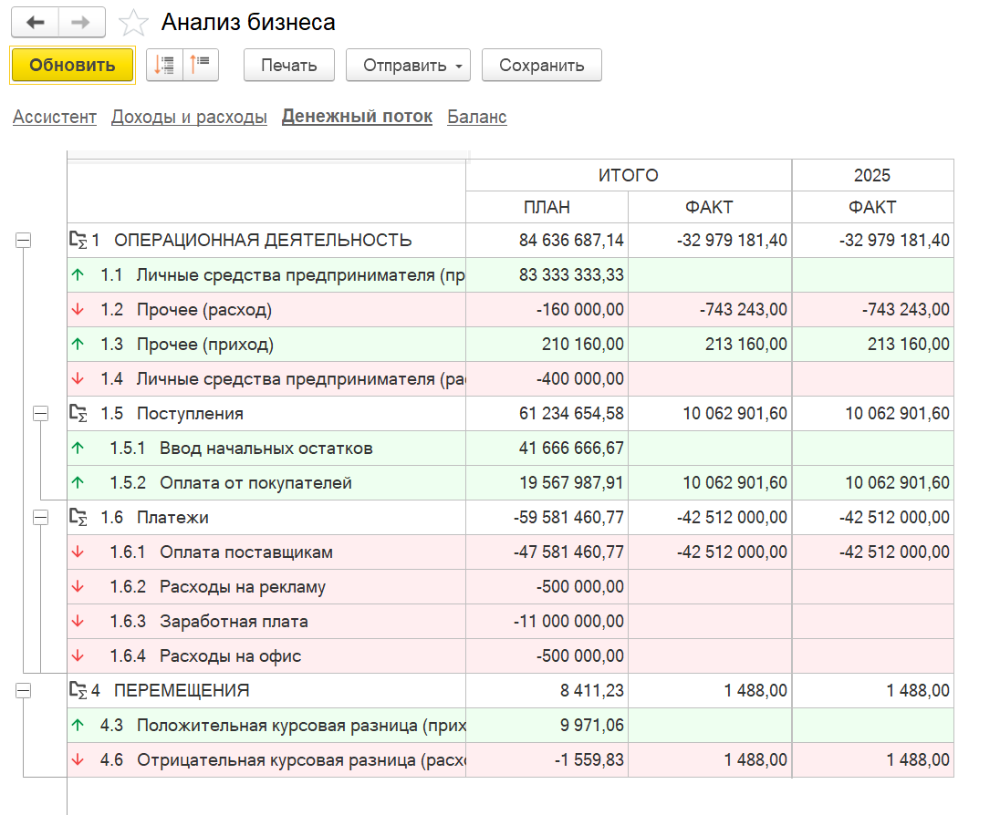 Анализ бизнеса
Обновить Печать Отправить Сохранить
Ассистент Доходы и расходы Денежный поток Баланс
ИТОГО 2025
ПЛАН ФАКТ ФАКТ
1 ОПЕРАЦИОННАЯ ДЕЯТЕЛЬНОСТЬ 84 636 687,14 -32 979 181,40 -32 979 181,40
1.1 Личные средства предпринимателя (пр 83 333 333,33
1.2 Прочее (расход) -160 000,00 -743 243,00 -743 243,00
1.3 Прочее (приход) 210 160,00 213 160,00 213 160,00
1.4 Личные средства предпринимателя (ра -400 000,00
1.5 Поступления 61 234 654,58 10 062 901,60 10 062 901,60
1.5.1 Ввод начальных остатков 41 666 666,67
1.5.2 Оплата от покупателей 19 567 987,91 10 062 901,60 10 062 901,60
1.6 Платежи -59 581 460,77 -42 512 000,00 -42 512 000,00
1.6.1 Оплата поставщикам -47 581 460,77 -42 512 000,00 -42 512 000,00
1.6.2 Расходы на рекламу -500 000,00
1.6.3 Заработная плата -11 000 000,00
1.6.4 Расходы на офис -500 000,00
4 ПЕРЕМЕЩЕНИЯ 8 411,23 1 488,00 1 488,00
4.3 Положительная курсовая разница (прих 9 971,06
4.6 Отрицательная курсовая разница (расх -1 559,83 1 488,00 1 488,00